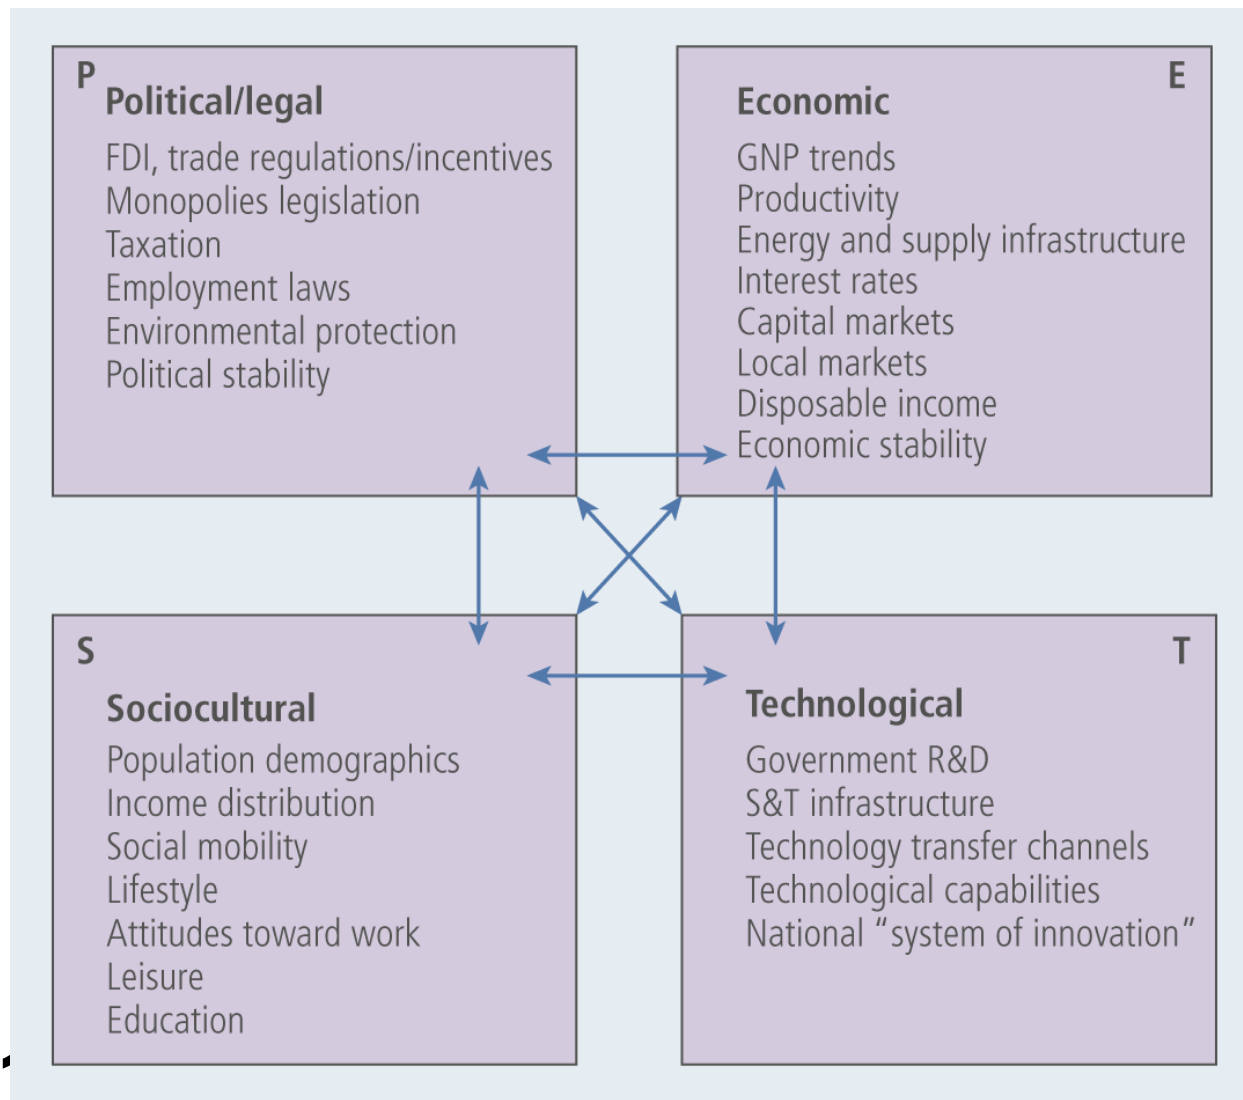 P
Political/legal
FDI, trade regulations/incentives
Monopolies legislation
Taxation
Employment laws
Environmental protection
Political stability
E
Economic
GNP trends
Productivity
Energy and supply infrastructure
Interest rates
Capital markets
Local markets
Disposable income
Economic stability
S
Sociocultural
Population demographics
Income distribution
Social mobility
Lifestyle
Attitudes toward work
Leisure
Education
T
Technological
Government R&D
S&T infrastructure
Technology transfer channels
Technological capabilities
National “system of innovation”